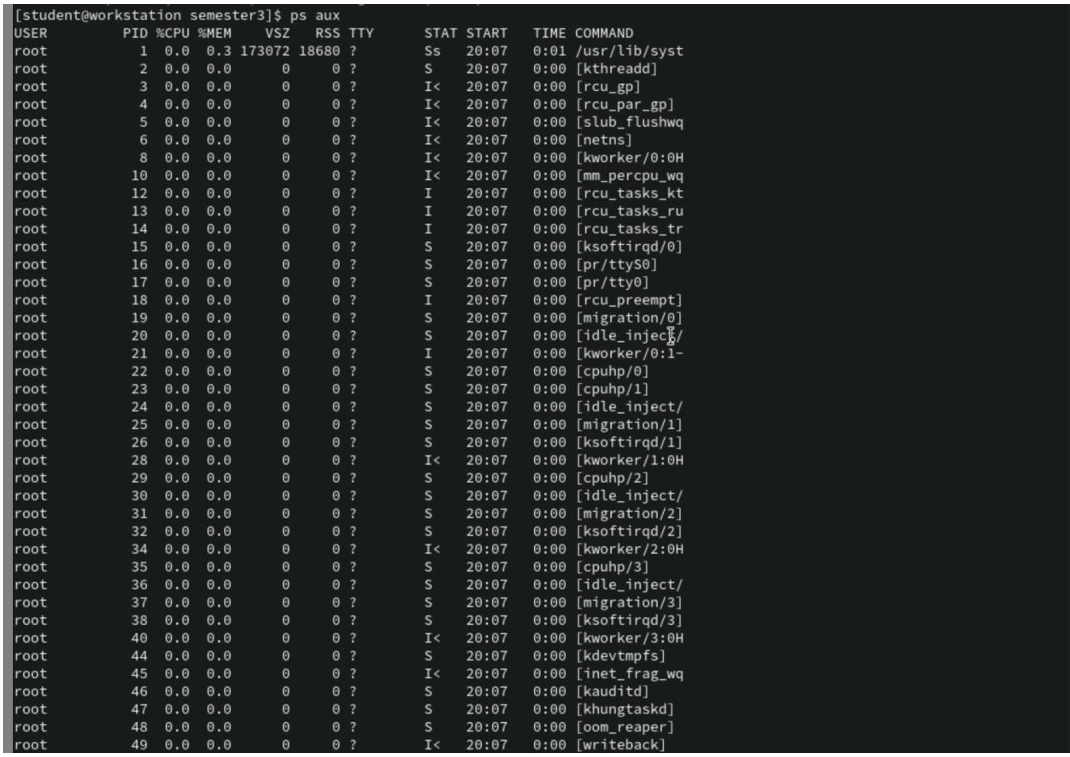 [student@workstation semester3]$ ps aux
USER PID %CPU %MEM VSZ RSS TTY STAT START TIME COMMAND
root 1 0.0 0.3 173072 18680 ? Ss 20:07 0:01 /usr/lib/syst
root 2 0.0 0.0 0 0 ? S 20:07 0:00 [kthreadd]
root 3 0.0 0.0 0 0 ? I< 20:07 0:00 [rcu_gp]
root 4 0.0 0.0 0 0 ? I< 20:07 0:00 [rcu_par_gp]
root 5 0.0 0.0 0 0 ? I< 20:07 0:00 [slub_flushwq
root 6 0.0 0.0 0 0 ? I< 20:07 0:00 [netns]
root 8 0.0 0.0 0 0 ? I< 20:07 0:00 [kworker/0:0H
root 10 0.0 0.0 0 0 ? I< 20:07 0:00 [mm_percpu_wq
root 12 0.0 0.0 0 0 ? I 20:07 0:00 [rcu_tasks_kt
root 13 0.0 0.0 0 0 ? I 20:07 0:00 [rcu_tasks_ru
root 14 0.0 0.0 0 0 ? I 20:07 0:00 [rcu_tasks_tr
root 15 0.0 0.0 0 0 ? S 20:07 0:00 [ksoftirqd/0]
root 16 0.0 0.0 0 0 ? S 20:07 0:00 [pr/ttyS0]
root 17 0.0 0.0 0 0 ? S 20:07 0:00 [pr/tty0]
root 18 0.0 0.0 0 0 ? I 20:07 0:00 [rcu_preempt]
root 19 0.0 0.0 0 0 ? S 20:07 0:00 [migration/0]
root 20 0.0 0.0 0 0 ? S 20:07 0:00 [idle_inject/
root 21 0.0 0.0 0 0 ? I 20:07 0:00 [kworker/0:1-
root 22 0.0 0.0 0 0 ? S 20:07 0:00 [cpuhp/0]
root 23 0.0 0.0 0 0 ? S 20:07 0:00 [cpuhp/1]
root 24 0.0 0.0 0 0 ? S 20:07 0:00 [idle_inject/
root 25 0.0 0.0 0 0 ? S 20:07 0:00 [migration/1]
root 26 0.0 0.0 0 0 ? S 20:07 0:00 [ksoftirqd/1]
root 28 0.0 0.0 0 0 ? I< 20:07 0:00 [kworker/1:0H
root 29 0.0 0.0 0 0 ? S 20:07 0:00 [cpuhp/2]
root 30 0.0 0.0 0 0 ? S 20:07 0:00 [idle_inject/
root 31 0.0 0.0 0 0 ? S 20:07 0:00 [migration/2]
root 32 0.0 0.0 0 0 ? S 20:07 0:00 [ksoftirqd/2]
root 34 0.0 0.0 0 0 ? I< 20:07 0:00 [kworker/2:0H
root 35 0.0 0.0 0 0 ? S 20:07 0:00 [cpuhp/3]
root 36 0.0 0.0 0 0 ? S 20:07 0:00 [idle_inject/
root 37 0.0 0.0 0 0 ? S 20:07 0:00 [migration/3]
root 38 0.0 0.0 0 0 ? S 20:07 0:00 [ksoftirqd/3]
root 40 0.0 0.0 0 0 ? I< 20:07 0:00 [kworker/3:0H
root 44 0.0 0.0 0 0 ? S 20:07 0:00 [kdevtmpfs]
root 45 0.0 0.0 0 0 ? I< 20:07 0:00 [inet_frag_wq
root 46 0.0 0.0 0 0 ? S 20:07 0:00 [kauditd]
root 47 0.0 0.0 0 0 ? S 20:07 0:00 [khungtaskd]
root 48 0.0 0.0 0 0 ? S 20:07 0:00 [oom_reaper]
root 49 0.0 0.0 0 0 ? I< 20:07 0:00 [writeback]